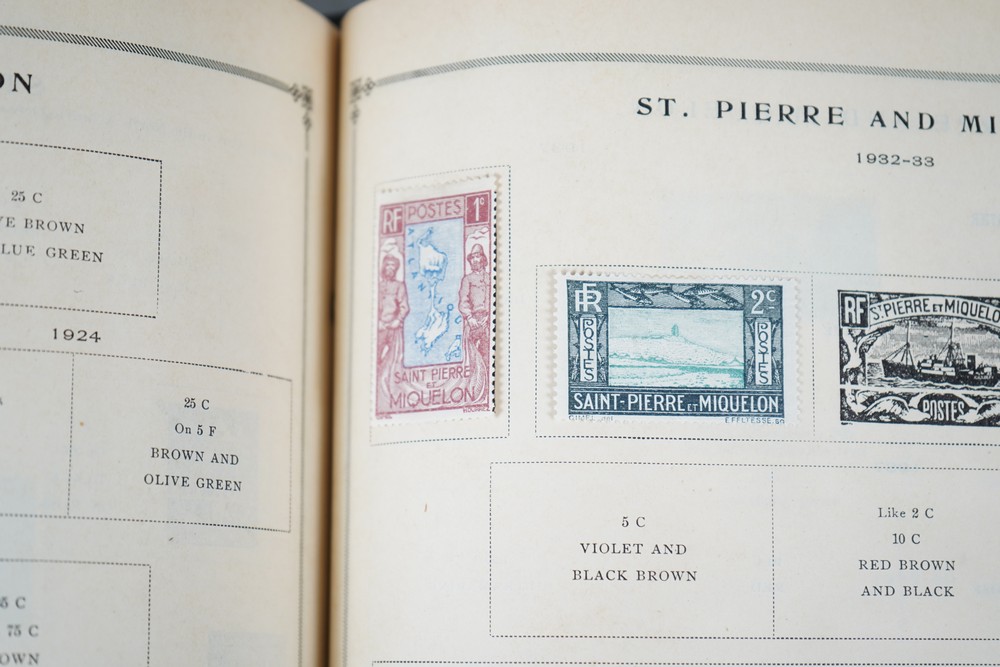 ON
25 C
VE BROWN
LUE GREEN
1924
25 C
On 5 F
BROWN AND
OLIVE GREEN
5 C
75 C
OWN
ST. PIERRE AND MI
1932-33
RF POSTES 1c
SAINT PIERRE
ET
MIQUELON
RF 2c
POSTES POSTES
SAINT-PIERRE ET MIQUELON
RF ST PIERRE ET MIQUELO
POSTES
5 C
VIOLET AND
BLACK BROWN
Like 2 C
10 C
RED BROWN
AND BLACK